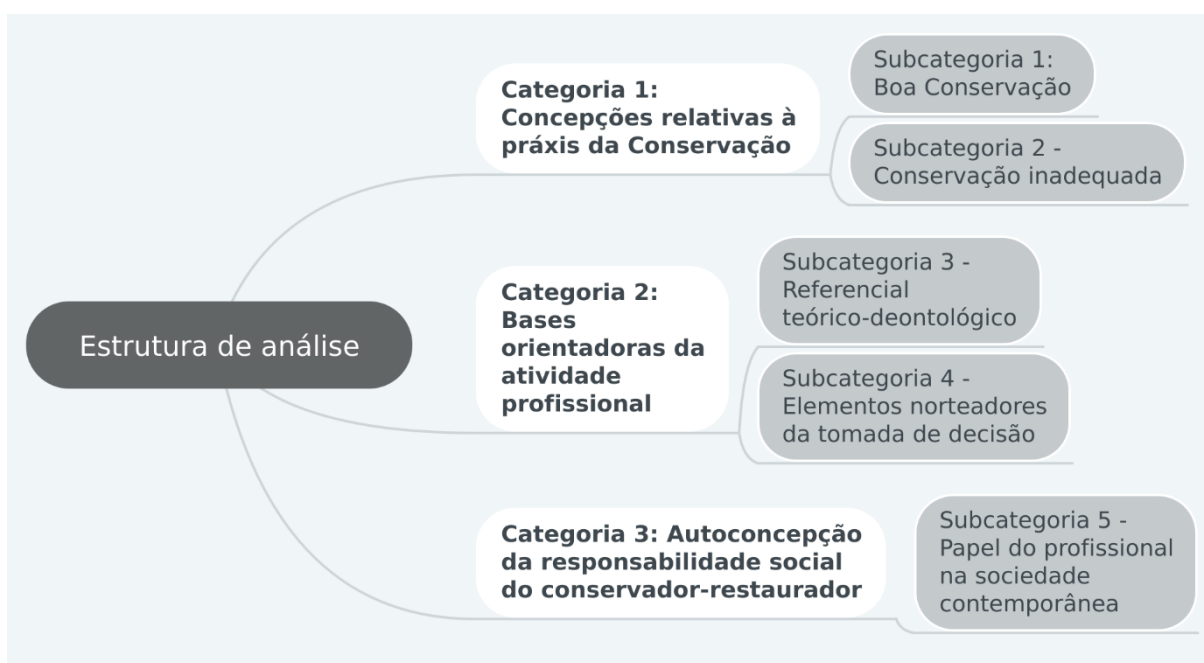 Estrutura de análise
Categoria 1:
Concepções relativas à
práxis da Conservação
Subcategoria 1:
Boa Conservação
Subcategoria 2 -
Conservação inadequada
Categoria 2:
Bases
orientadoras da
atividade
profissional
Subcategoria 3 -
Referencial
teórico-deontológico
Subcategoria 4 -
Elementos norteadores
da tomada de decisão
Categoria 3: Autoconcepção
da responsabilidade social
do conservador-restaurador
Subcategoria 5 -
Papel do profissional
na sociedade
contemporânea